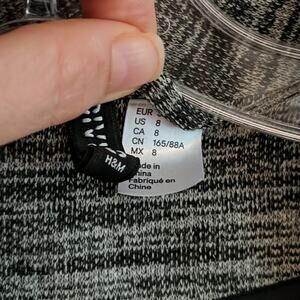 EUR
US 8
CA 8
CN 165/88A
MX 8
Made in
China
Fabriqué en
Chine
H&M